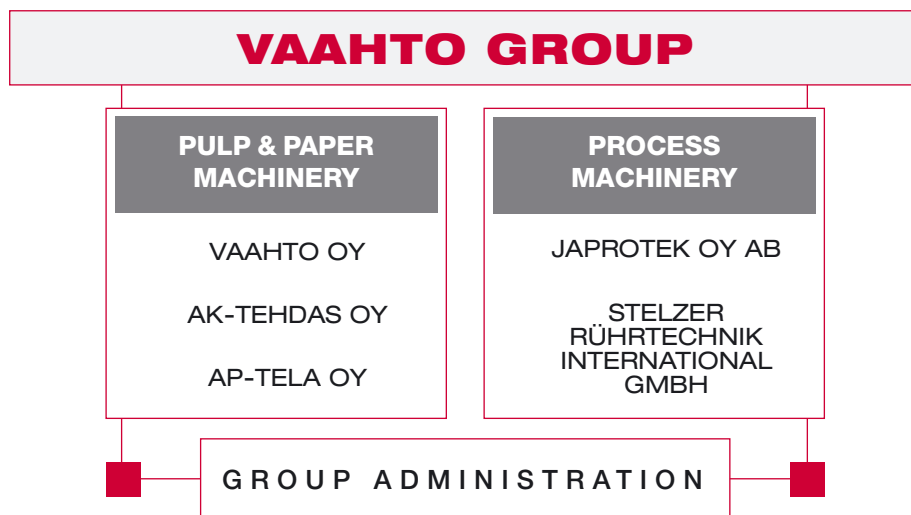 VAAHTO GROUP
PULP & PAPER
MACHINERY
VAAHTO OY
AK-TEHDAS OY
AP-TELA OY
PROCESS
MACHINERY
JAPROTEK OY AB
STELZER
RÜHRTECHNIK
INTERNATIONAL
GMBH
GROUP ADMINISTRATION